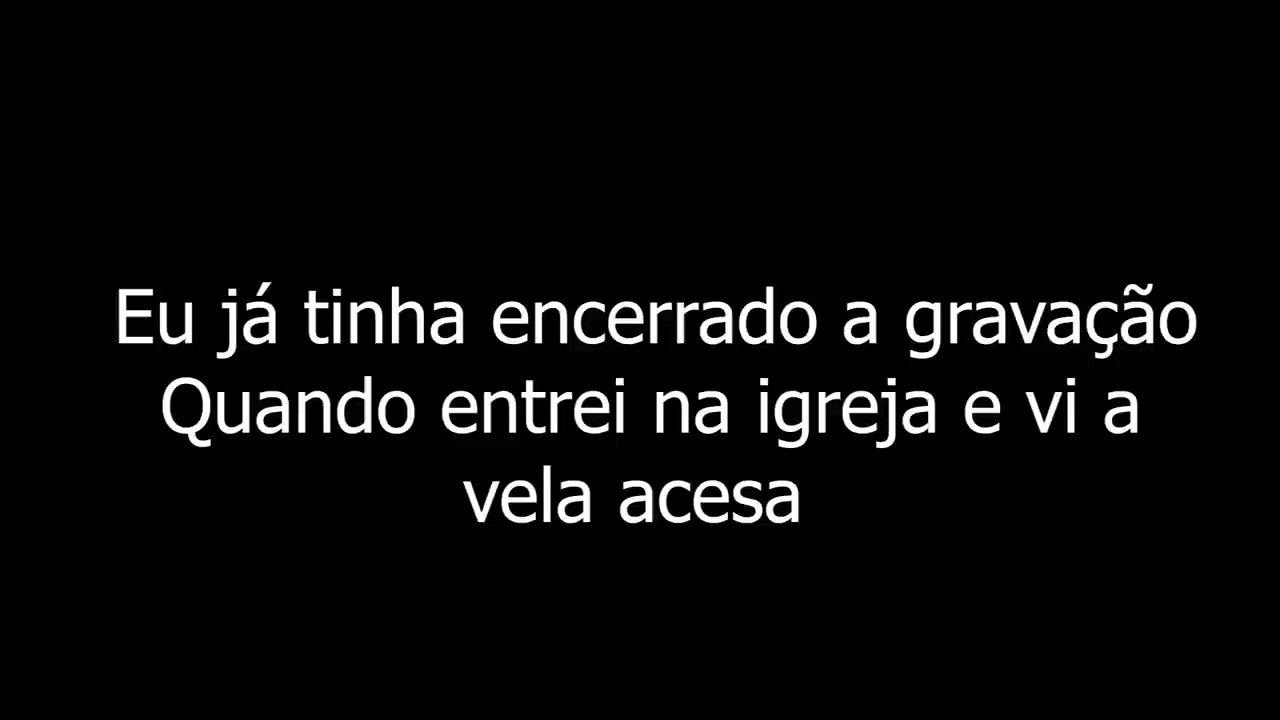 Eu já tinha encerrado a gravação
Quando entrei na igreja e vi a
vela acesa